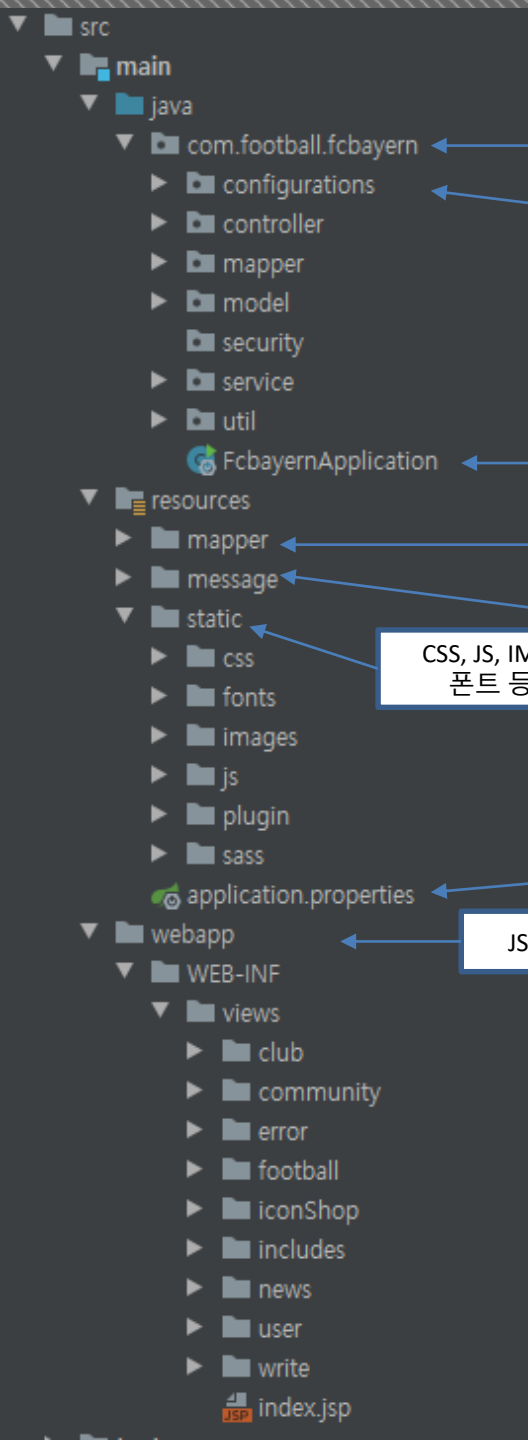 src
main
java
com.football.fcbayern
configurations
controller
mapper
model
security
service
util
FcbayernApplication
resources
mapper
message
static
CSS, JS, IM
폰트 등
css
fonts
images
js
plugin
sass
application.properties
webapp
JS
WEB-INF
views
club
community
error
football
iconShop
includes
news
user
write
index.jsp